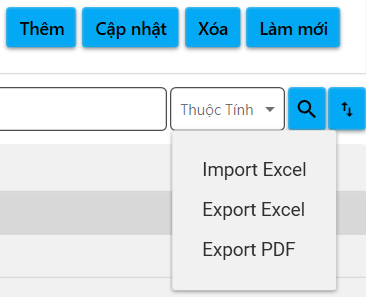 Thêm Cập nhật Xóa Làm mới
Thuộc Tính
Import Excel
Export Excel
Export PDF